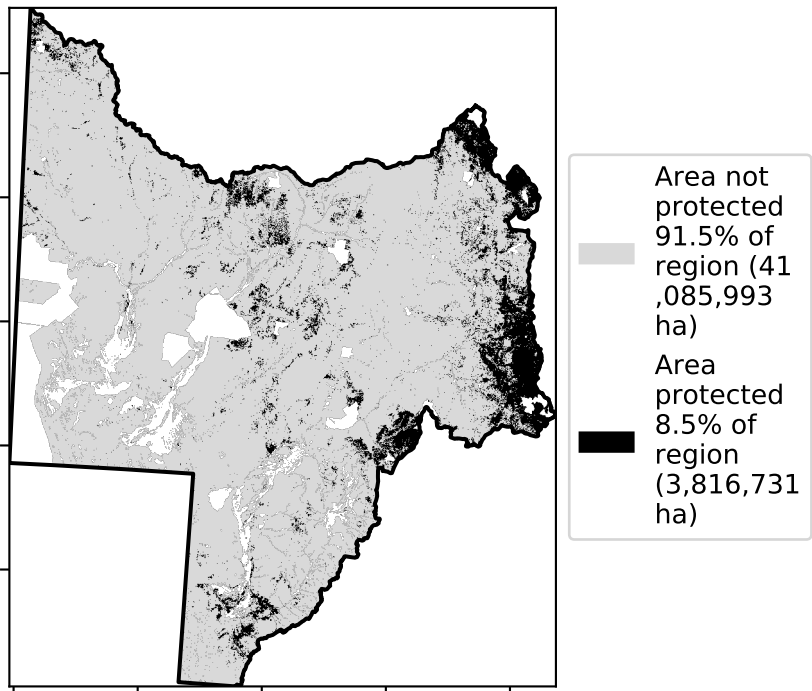 Area not
protected
91.5% of
region (41
,085,993
ha)
Area
protected
8.5% of
region
(3,816,731
ha)